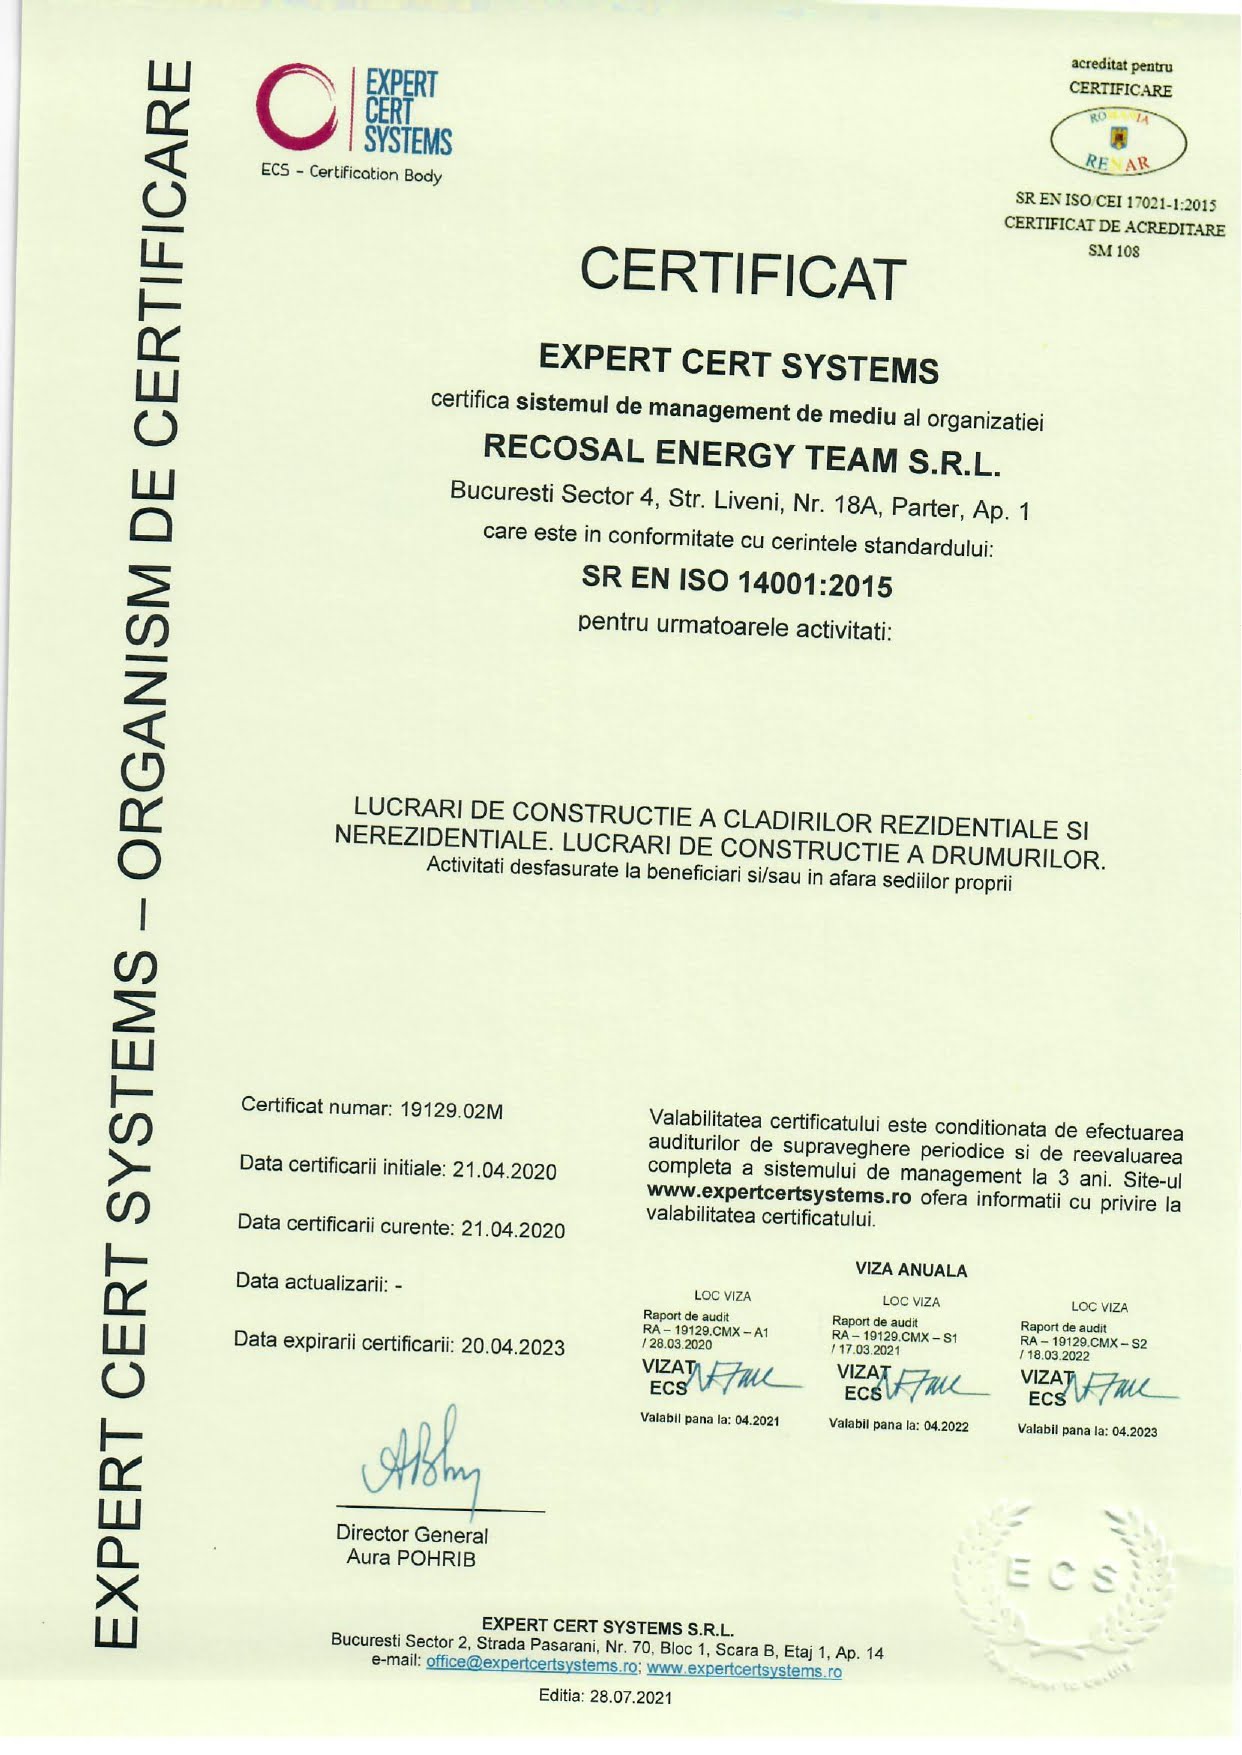 EXPERT CERT SYSTEMS – ORGANISM DE CERTIFICARE
EXPERT
CERT
SYSTEMS
ECS - Certification Body
acreditat pentru
CERTIFICARE
ROMANIA
RENAR
SR EN ISO/CEI 17021-1:2015
CERTIFICAT DE ACREDITARE
SM 108
CERTIFICAT
EXPERT CERT SYSTEMS
certifica sistemul de management de mediu al organizatiei
RECOSAL ENERGY TEAM S.R.L.
Bucuresti Sector 4, Str. Liveni, Nr. 18A, Parter, Ap. 1
care este in conformitate cu cerintele standardului:
SR EN ISO 14001:2015
pentru urmatoarele activitati:
LUCRARI DE CONSTRUCTIE A CLADIRILOR REZIDENTIALE SI
NEREZIDENTIALE. LUCRARI DE CONSTRUCTIE A DRUMURILOR.
Activitati desfasurate la beneficiari si/sau in afara sediilor proprii
Certificat numar: 19129.02M
Data certificarii initiale: 21.04.2020
Data certificarii curente: 21.04.2020
Data actualizarii: -
Data expirarii certificarii: 20.04.2023
Valabilitatea certificatului este conditionata de efectuarea
auditurilor de supraveghere periodice si de reevaluarea
completa a sistemului de management la 3 ani. Site-ul
www.expertcertsystems.ro ofera informatii cu privire la
valabilitatea certificatului.
VIZA ANUALA
LOC VIZA
Raport de audit
RA – 19129.CMX – A1
/ 28.03.2020
VIZAT
ECS
Valabil pana la: 04.2021
LOC VIZA
Raport de audit
RA – 19129.CMX – S1
/ 17.03.2021
VIZAT
ECS
Valabil pana la: 04.2022
LOC VIZA
Raport de audit
RA – 19129.CMX – S2
/ 18.03.2022
VIZAT
ECS
Valabil pana la: 04.2023
Director General
Aura POHRIB
ECS
EXPERT CERT SYSTEMS S.R.L.
Bucuresti Sector 2, Strada Pasarani, Nr. 70, Bloc 1, Scara B, Etaj 1, Ap. 14
e-mail: office@expertcertsystems.ro; www.expertcertsystems.ro
Editia: 28.07.2021